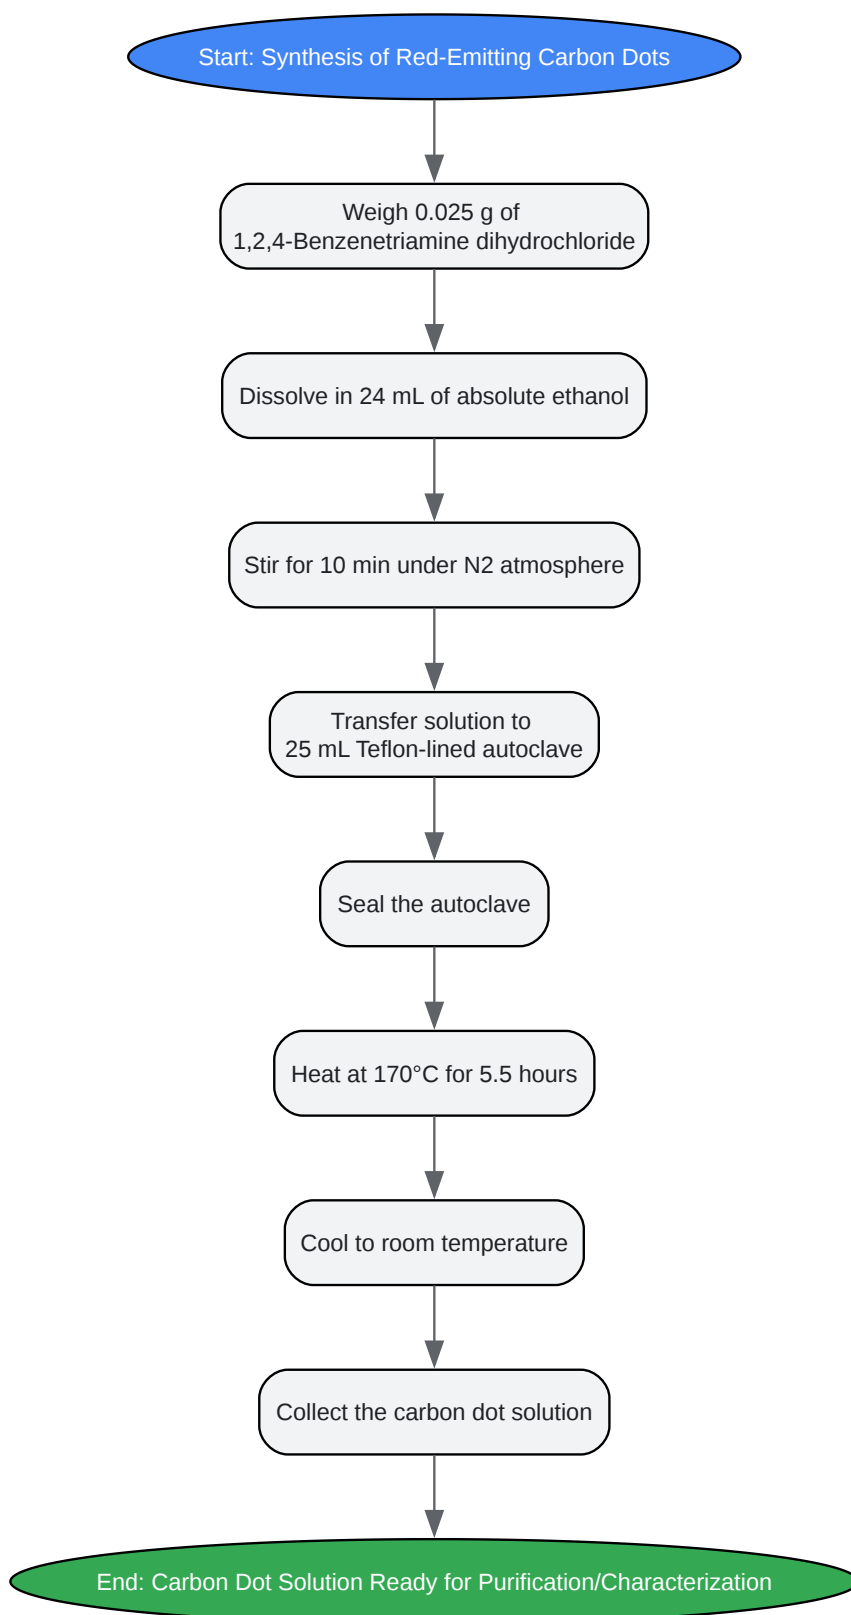 Start: Synthesis of Red-Emitting Carbon Dots
Weigh 0.025 g of
1,2,4-Benzenetriamine dihydrochloride
Dissolve in 24 mL of absolute ethanol
Stir for 10 min under N2 atmosphere
Transfer solution to
25 mL Teflon-lined autoclave
Seal the autoclave
Heat at 170°C for 5.5 hours
Cool to room temperature
Collect the carbon dot solution
End: Carbon Dot Solution Ready for Purification/Characterization